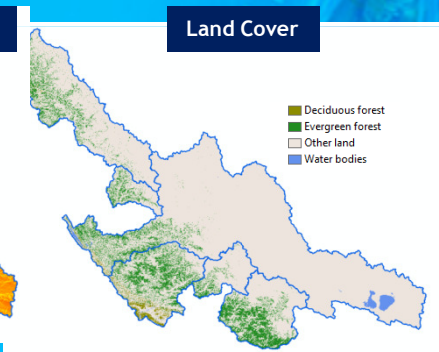 Land Cover
Deciduous forest
Evergreen forest
Other land
Water bodies